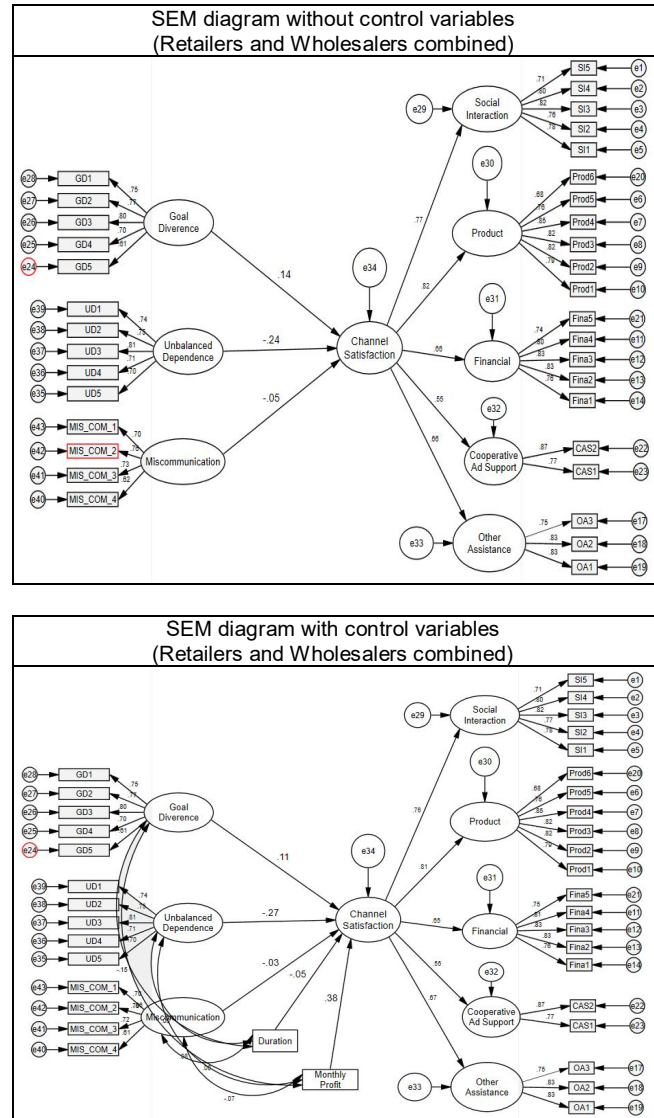 SEM diagram without control variables
(Retailers and Wholesalers combined)
e28
GD1
.75
e27
GD2
.77
e26
GD3
.80
e25
GD4
.70
e24
GD5
.61
Goal
Diverence
.14
e39
UD1
.74
e38
UD2
e37
UD3
.81
e36
UD4
.71
e35
UD5
.70
Unbalanced
Dependence
-.24
e43
MIS_COM_1
.70
e42
MIS_COM_2
.76
e41
MIS_COM_3
.73
e40
MIS_COM_4
.62
Miscommunication
-.05
e34
Channel
Satisfaction
e29
Social
Interaction
.77
.71
SI5
e1
.80
SI4
e2
.82
SI3
e3
.76
SI2
e4
.78
SI1
e5
e30
Product
.82
.68
Prod6
e20
.76
Prod5
e6
.85
Prod4
e7
.82
Prod3
e8
.82
Prod2
e9
.79
Prod1
e10
e31
Financial
.66
.74
Fina5
e21
.80
Fina4
e11
.83
Fina3
e12
.83
Fina2
e13
.76
Fina1
e14
e32
Cooperative
Ad Support
.55
.87
CAS2
e22
.77
CAS1
e23
e33
Other
Assistance
.66
.75
OA3
e17
.83
OA2
e18
.83
OA1
e19
SEM diagram with control variables
(Retailers and Wholesalers combined)
e28
GD1
.75
e27
GD2
e26
GD3
.80
e25
GD4
.70
e24
GD5
.61
Goal
Diverence
.11
e39
UD1
.74
e38
UD2
e37
UD3
.81
e36
UD4
.71
e35
UD5
.70
Unbalanced
Dependence
-.27
-.15
e43
MIS_COM_1
e42
MIS_COM_2
e41
MIS_COM_3
.72
e40
MIS_COM_4
.61
Miscommunication
-.03
-.05
.38
Duration
Monthly
Profit
-.07
e34
Channel
Satisfaction
e29
Social
Interaction
.76
.71
SI5
e1
.80
SI4
e2
.82
SI3
e3
.77
SI2
e4
.78
SI1
e5
e30
Product
.81
.68
Prod6
e20
.76
Prod5
e6
.85
Prod4
e7
.82
Prod3
e8
.82
Prod2
e9
.79
Prod1
e10
e31
Financial
.65
.75
Fina5
e21
.81
Fina4
e11
.83
Fina3
e12
.83
Fina2
e13
.76
Fina1
e14
e32
Cooperative
Ad Support
.87
CAS2
e22
.77
CAS1
e23
e33
Other
Assistance
.67
.75
OA3
e17
.83
OA2
e18
.83
OA1
e19